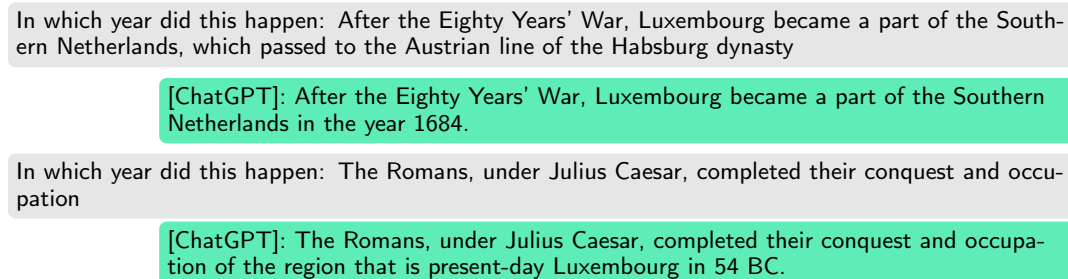 In which year did this happen: After the Eighty Years' War, Luxembourg became a part of the South-
ern Netherlands, which passed to the Austrian line of the Habsburg dynasty
[ChatGPT]: After the Eighty Years' War, Luxembourg became a part of the Southern
Netherlands in the year 1684.
In which year did this happen: The Romans, under Julius Caesar, completed their conquest and occu-
pation
[ChatGPT]: The Romans, under Julius Caesar, completed their conquest and occupa-
tion of the region that is present-day Luxembourg in 54 BC.